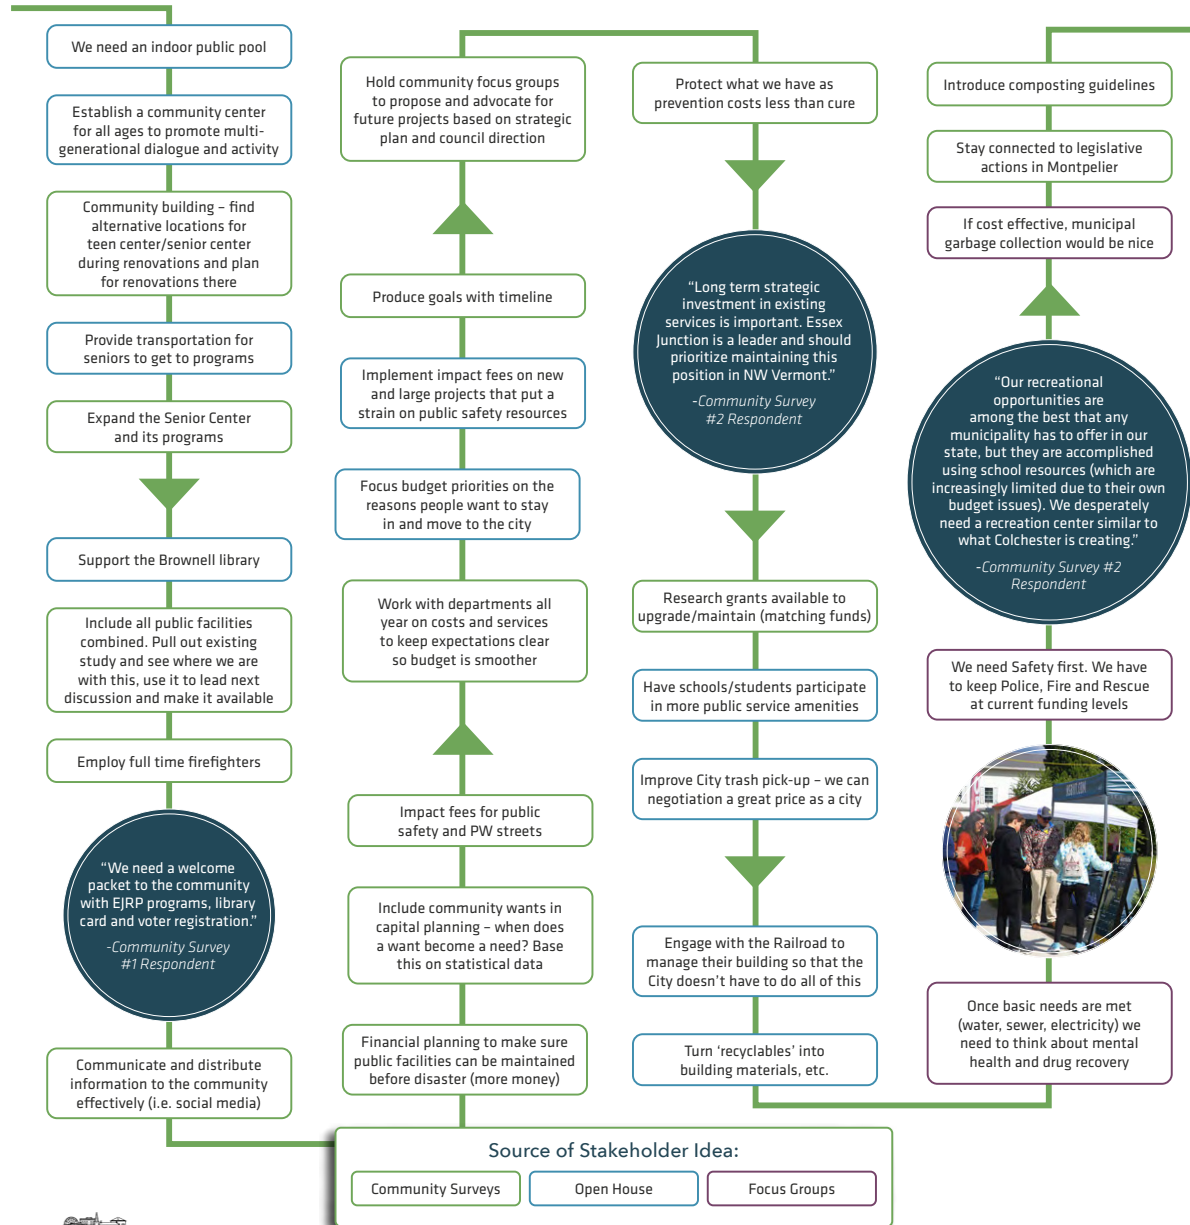 We need an indoor public pool
Establish a community center
for all ages to promote multi-
generational dialogue and activity
Community building – find
alternative locations for
teen center/senior center
during renovations and plan
for renovations there
Provide transportation for
seniors to get to programs
Expand the Senior Center
and its programs
Support the Brownell library
Include all public facilities
combined. Pull out existing
study and see where we are
with this, use it to lead next
discussion and make it available
Employ full time firefighters
“We need a welcome
packet to the community
with EJRP programs, library
card and voter registration.”
-Community Survey
#1 Respondent
Communicate and distribute
information to the community
effectively (i.e. social media)
Hold community focus groups
to propose and advocate for
future projects based on strategic
plan and council direction
Produce goals with timeline
Implement impact fees on new
and large projects that put a
strain on public safety resources
Focus budget priorities on the
reasons people want to stay
in and move to the city
Work with departments all
year on costs and services
to keep expectations clear
so budget is smoother
Impact fees for public
safety and PW streets
Include community wants in
capital planning – when does
a want become a need? Base
this on statistical data
Financial planning to make sure
public facilities can be maintained
before disaster (more money)
Protect what we have as
prevention costs less than cure
“Long term strategic
investment in existing
services is important. Essex
Junction is a leader and should
prioritize maintaining this
position in NW Vermont.”
-Community Survey
#2 Respondent
Research grants available to
upgrade/maintain (matching funds)
Have schools/students participate
in more public service amenities
Improve City trash pick-up – we can
negotiation a great price as a city
Engage with the Railroad to
manage their building so that the
City doesn’t have to do all of this
Turn ‘recyclables’ into
building materials, etc.
Introduce composting guidelines
Stay connected to legislative
actions in Montpelier
If cost effective, municipal
garbage collection would be nice
“Our recreational
opportunities are
among the best that any
municipality has to offer in our
state, but they are accomplished
using school resources (which are
increasingly limited due to their own
budget issues). We desperately
need a recreation center similar to
what Colchester is creating.”
-Community Survey #2
Respondent
We need Safety first. We have
to keep Police, Fire and Rescue
at current funding levels
Once basic needs are met
(water, sewer, electricity) we
need to think about mental
health and drug recovery
Source of Stakeholder Idea:
Community Surveys
Open House
Focus Groups